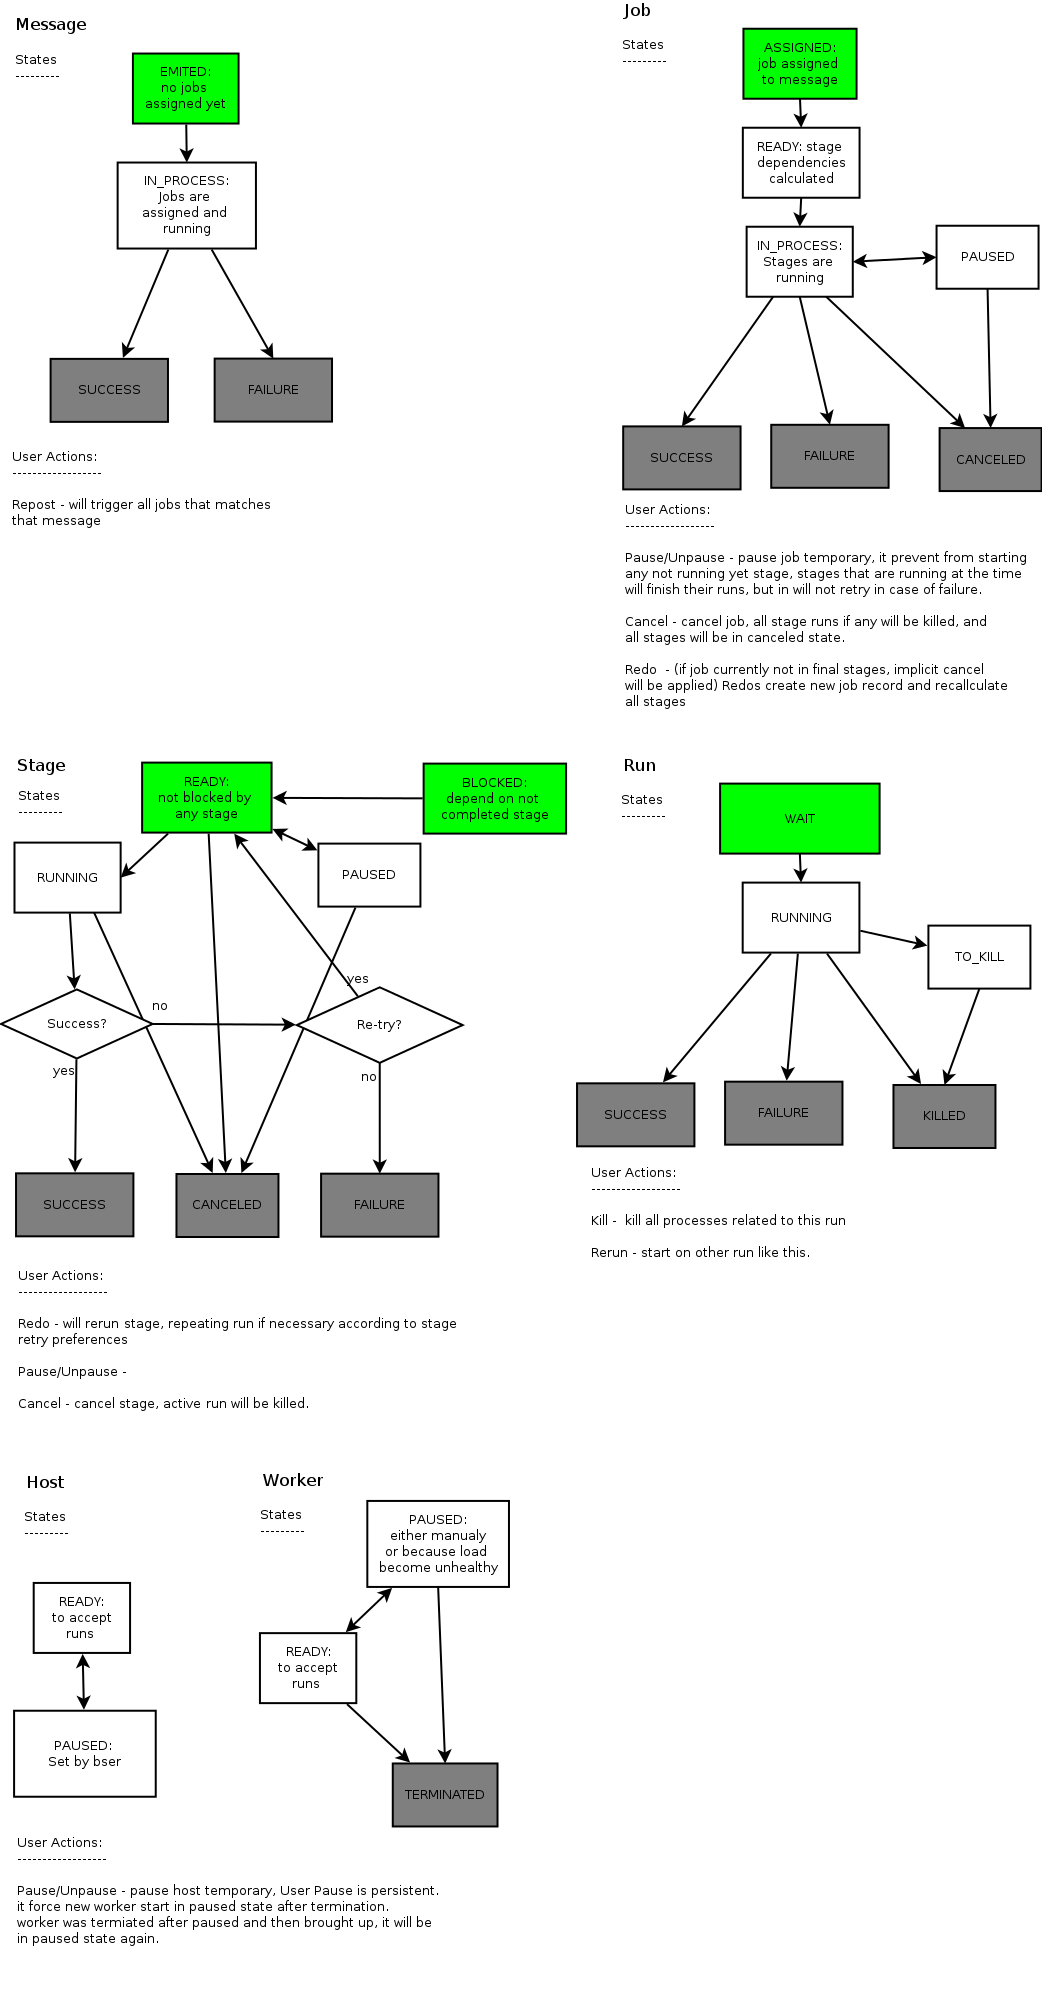 Message
States
---------
EMITED:
no jobs
assigned yet
IN_PROCESS:
Jobs are
assigned and
running
SUCCESS
FAILURE
User Actions:
------------------
Repost - will trigger all jobs that matches
that message
Job
States
---------
ASSIGNED:
job assigned
to message
READY: stage
dependencies
calculated
IN_PROCESS:
Stages are
running
PAUSED
SUCCESS
FAILURE
CANCELED
User Actions:
------------------
Pause/Unpause - pause job temporary, it prevent from starting
any not running yet stage, stages that are running at the time
will finish their runs, but in will not retry in case of failure.
Cancel - cancel job, all stage runs if any will be killed, and
all stages will be in canceled state.
Redo  - (if job currently not in final stages, implicit cancel
will be applied) Redos create new job record and recallculate
all stages
Stage
States
---------
READY:
not blocked by
any stage
BLOCKED:
depend on not
completed stage
RUNNING
PAUSED
yes
no
Success?
Re-try?
yes
no
SUCCESS
CANCELED
FAILURE
User Actions:
------------------
Redo - will rerun stage, repeating run if necessary according to stage
retry preferences
Pause/Unpause -
Cancel - cancel stage, active run will be killed.
Run
States
---------
WAIT
RUNNING
TO_KILL
SUCCESS
FAILURE
KILLED
User Actions:
------------------
Kill -  kill all processes related to this run
Rerun - start on other run like this.
Host
States
---------
READY:
to accept
runs
PAUSED:
Set by bser
User Actions:
------------------
Pause/Unpause - pause host temporary, User Pause is persistent.
it force new worker start in paused state after termination.
worker was termiated after paused and then brought up, it will be
in paused state again.
Worker
States
---------
PAUSED:
either manualy
or because load
become unhealthy
READY:
to accept
runs
TERMINATED